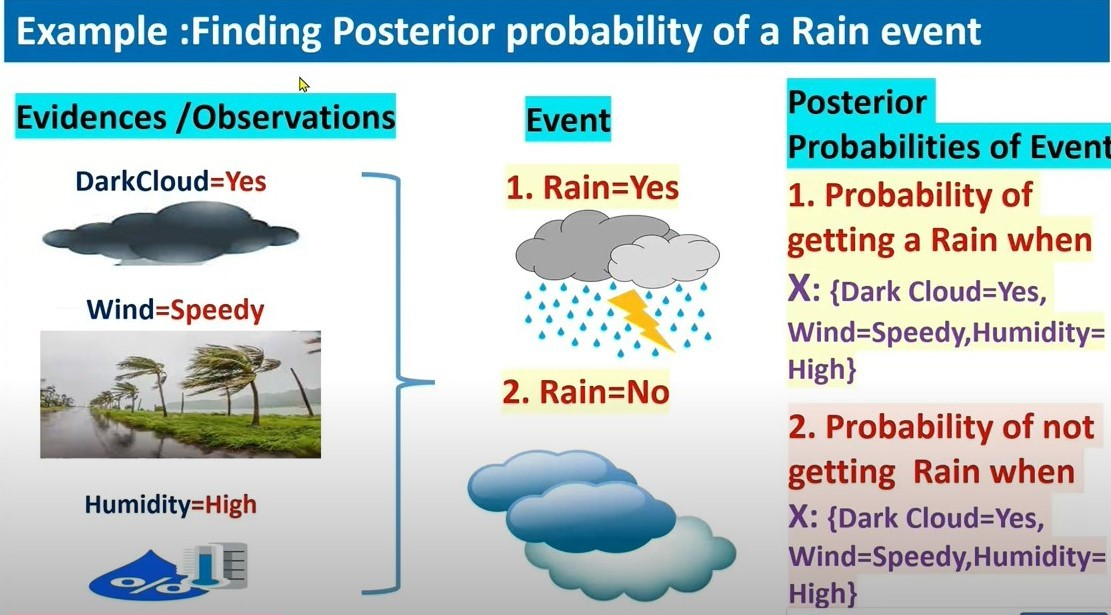 Example :Finding Posterior probability of a Rain event
Evidences /Observations
DarkCloud=Yes
Wind=Speedy
Humidity=High
%
Event
1. Rain=Yes
2. Rain=No
Posterior
Probabilities of Event
1. Probability of
getting a Rain when
X: {Dark Cloud=Yes,
Wind=Speedy,Humidity=
High}
2. Probability of not
getting Rain when
X: {Dark Cloud=Yes,
Wind=Speedy,Humidity=
High}